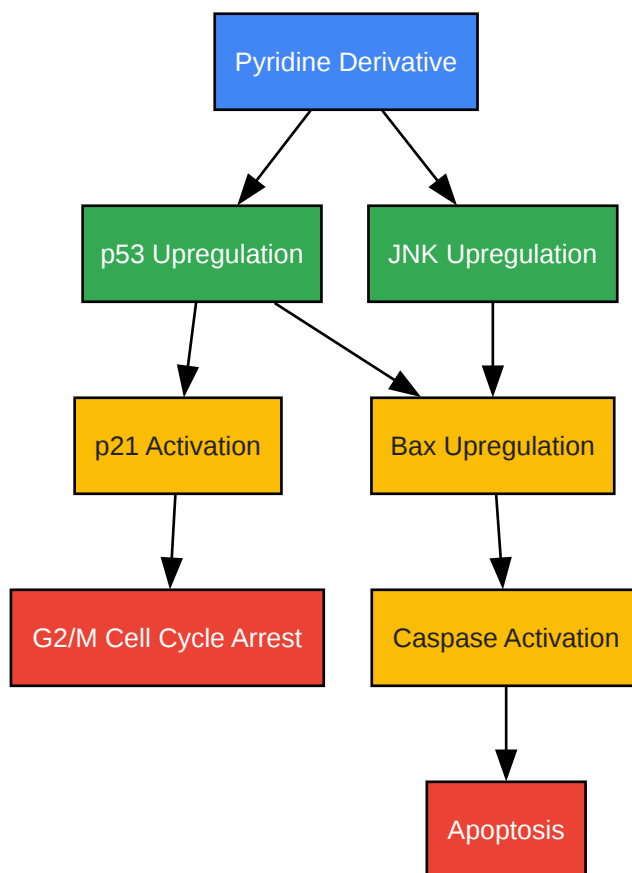 Pyridine Derivative
p53 Upregulation
JNK Upregulation
p21 Activation
Bax Upregulation
G2/M Cell Cycle Arrest
Caspase Activation
Apoptosis